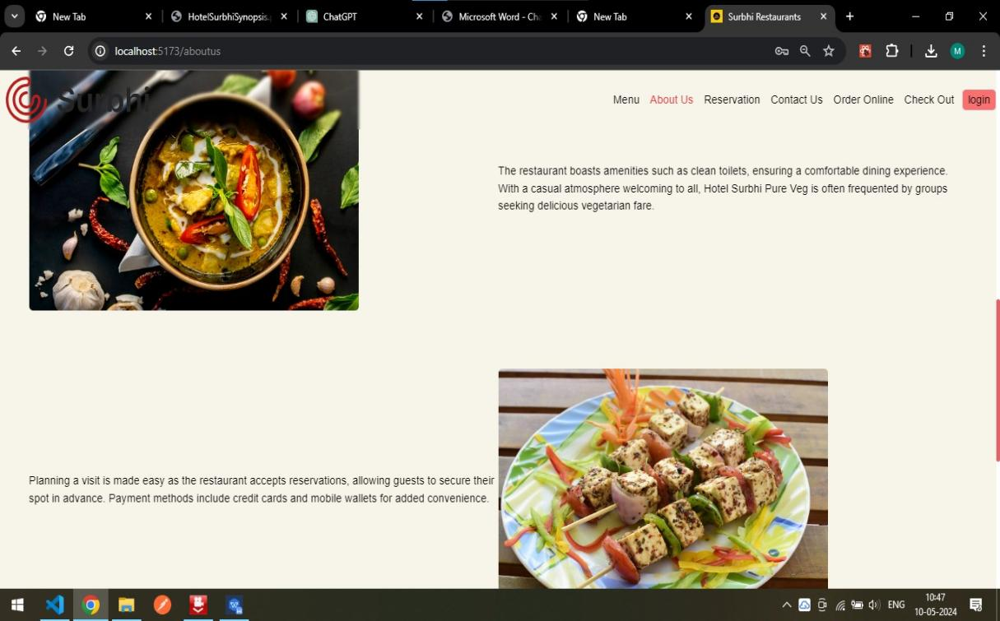 New Tab
HotelSurbhiSynopsis.
ChatGPT
Microsoft Word - Cha
New Tab
Surbhi Restaurants
localhost:5173/aboutus
M
Surbhi
Menu About Us Reservation Contact Us Order Online Check Out login
The restaurant boasts amenities such as clean toilets, ensuring a comfortable dining experience.
With a casual atmosphere welcoming to all, Hotel Surbhi Pure Veg is often frequented by groups
seeking delicious vegetarian fare.
Planning a visit is made easy as the restaurant accepts reservations, allowing guests to secure their
spot in advance. Payment methods include credit cards and mobile wallets for added convenience.
ENG
10:47
10-05-2024